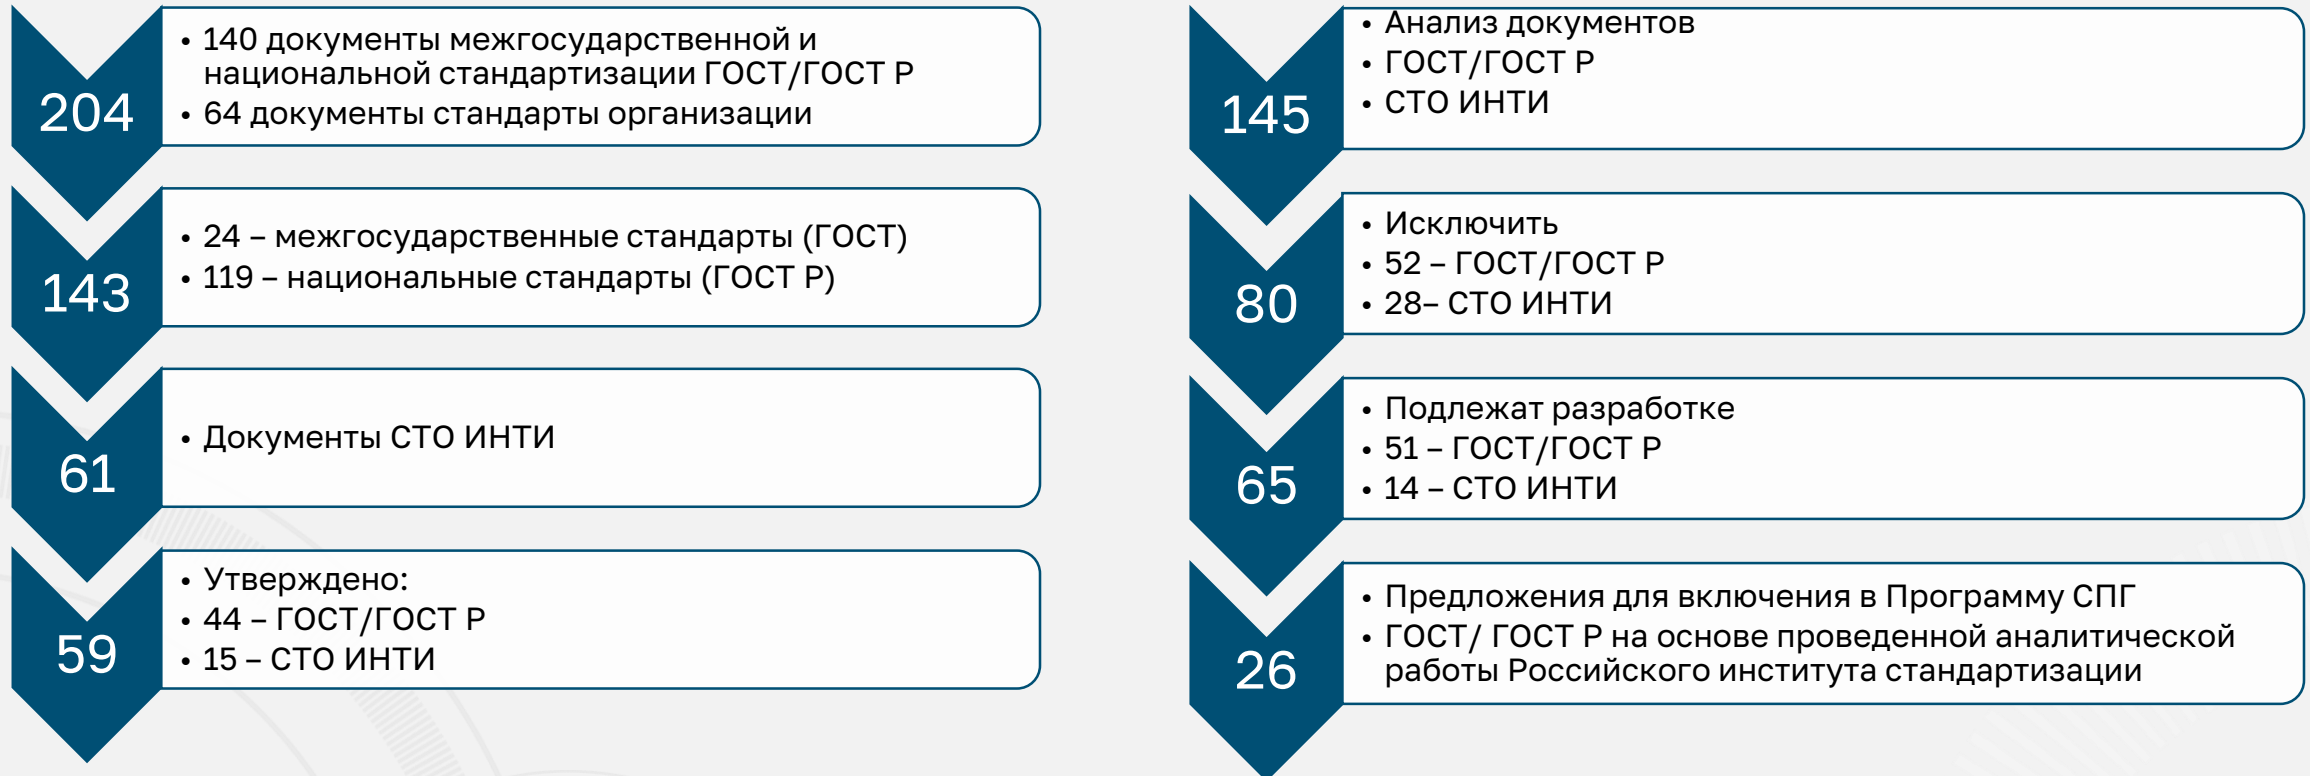 204
• 140 документы межгосударственной и
национальной стандартизации ГОСТ/ГОСТ Р
• 64 документы стандарты организации
143
• 24 – межгосударственные стандарты (ГОСТ)
• 119 – национальные стандарты (ГОСТ Р)
61
• Документы СТО ИНТИ
59
• Утверждено:
• 44 – ГОСТ/ГОСТ Р
• 15 – СТО ИНТИ
145
• Анализ документов
• ГОСТ/ГОСТ Р
• СТО ИНТИ
80
• Исключить
• 52 – ГОСТ/ГОСТ Р
• 28– СТО ИНТИ
65
• Подлежат разработке
• 51 – ГОСТ/ГОСТ Р
• 14 – СТО ИНТИ
26
• Предложения для включения в Программу СПГ
• ГОСТ/ ГОСТ Р на основе проведенной аналитической
работы Российского института стандартизации